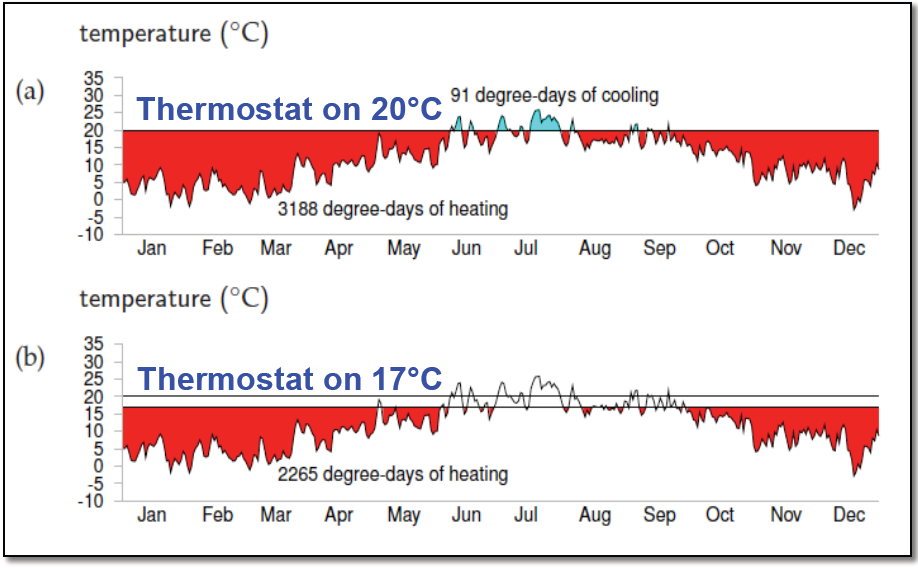 temperature (°C)
(a)
35
30
25
20
15
10
5
0
-5
-10
Thermostat on 20°C
91 degree-days of cooling
3188 degree-days of heating
Jan Feb Mar Apr May Jun Jul Aug Sep Oct Nov Dec
temperature (°C)
(b)
35
30
25
20
15
10
5
0
-5
-10
Thermostat on 17°C
2265 degree-days of heating
Jan Feb Mar Apr May Jun Jul Aug Sep Oct Nov Dec